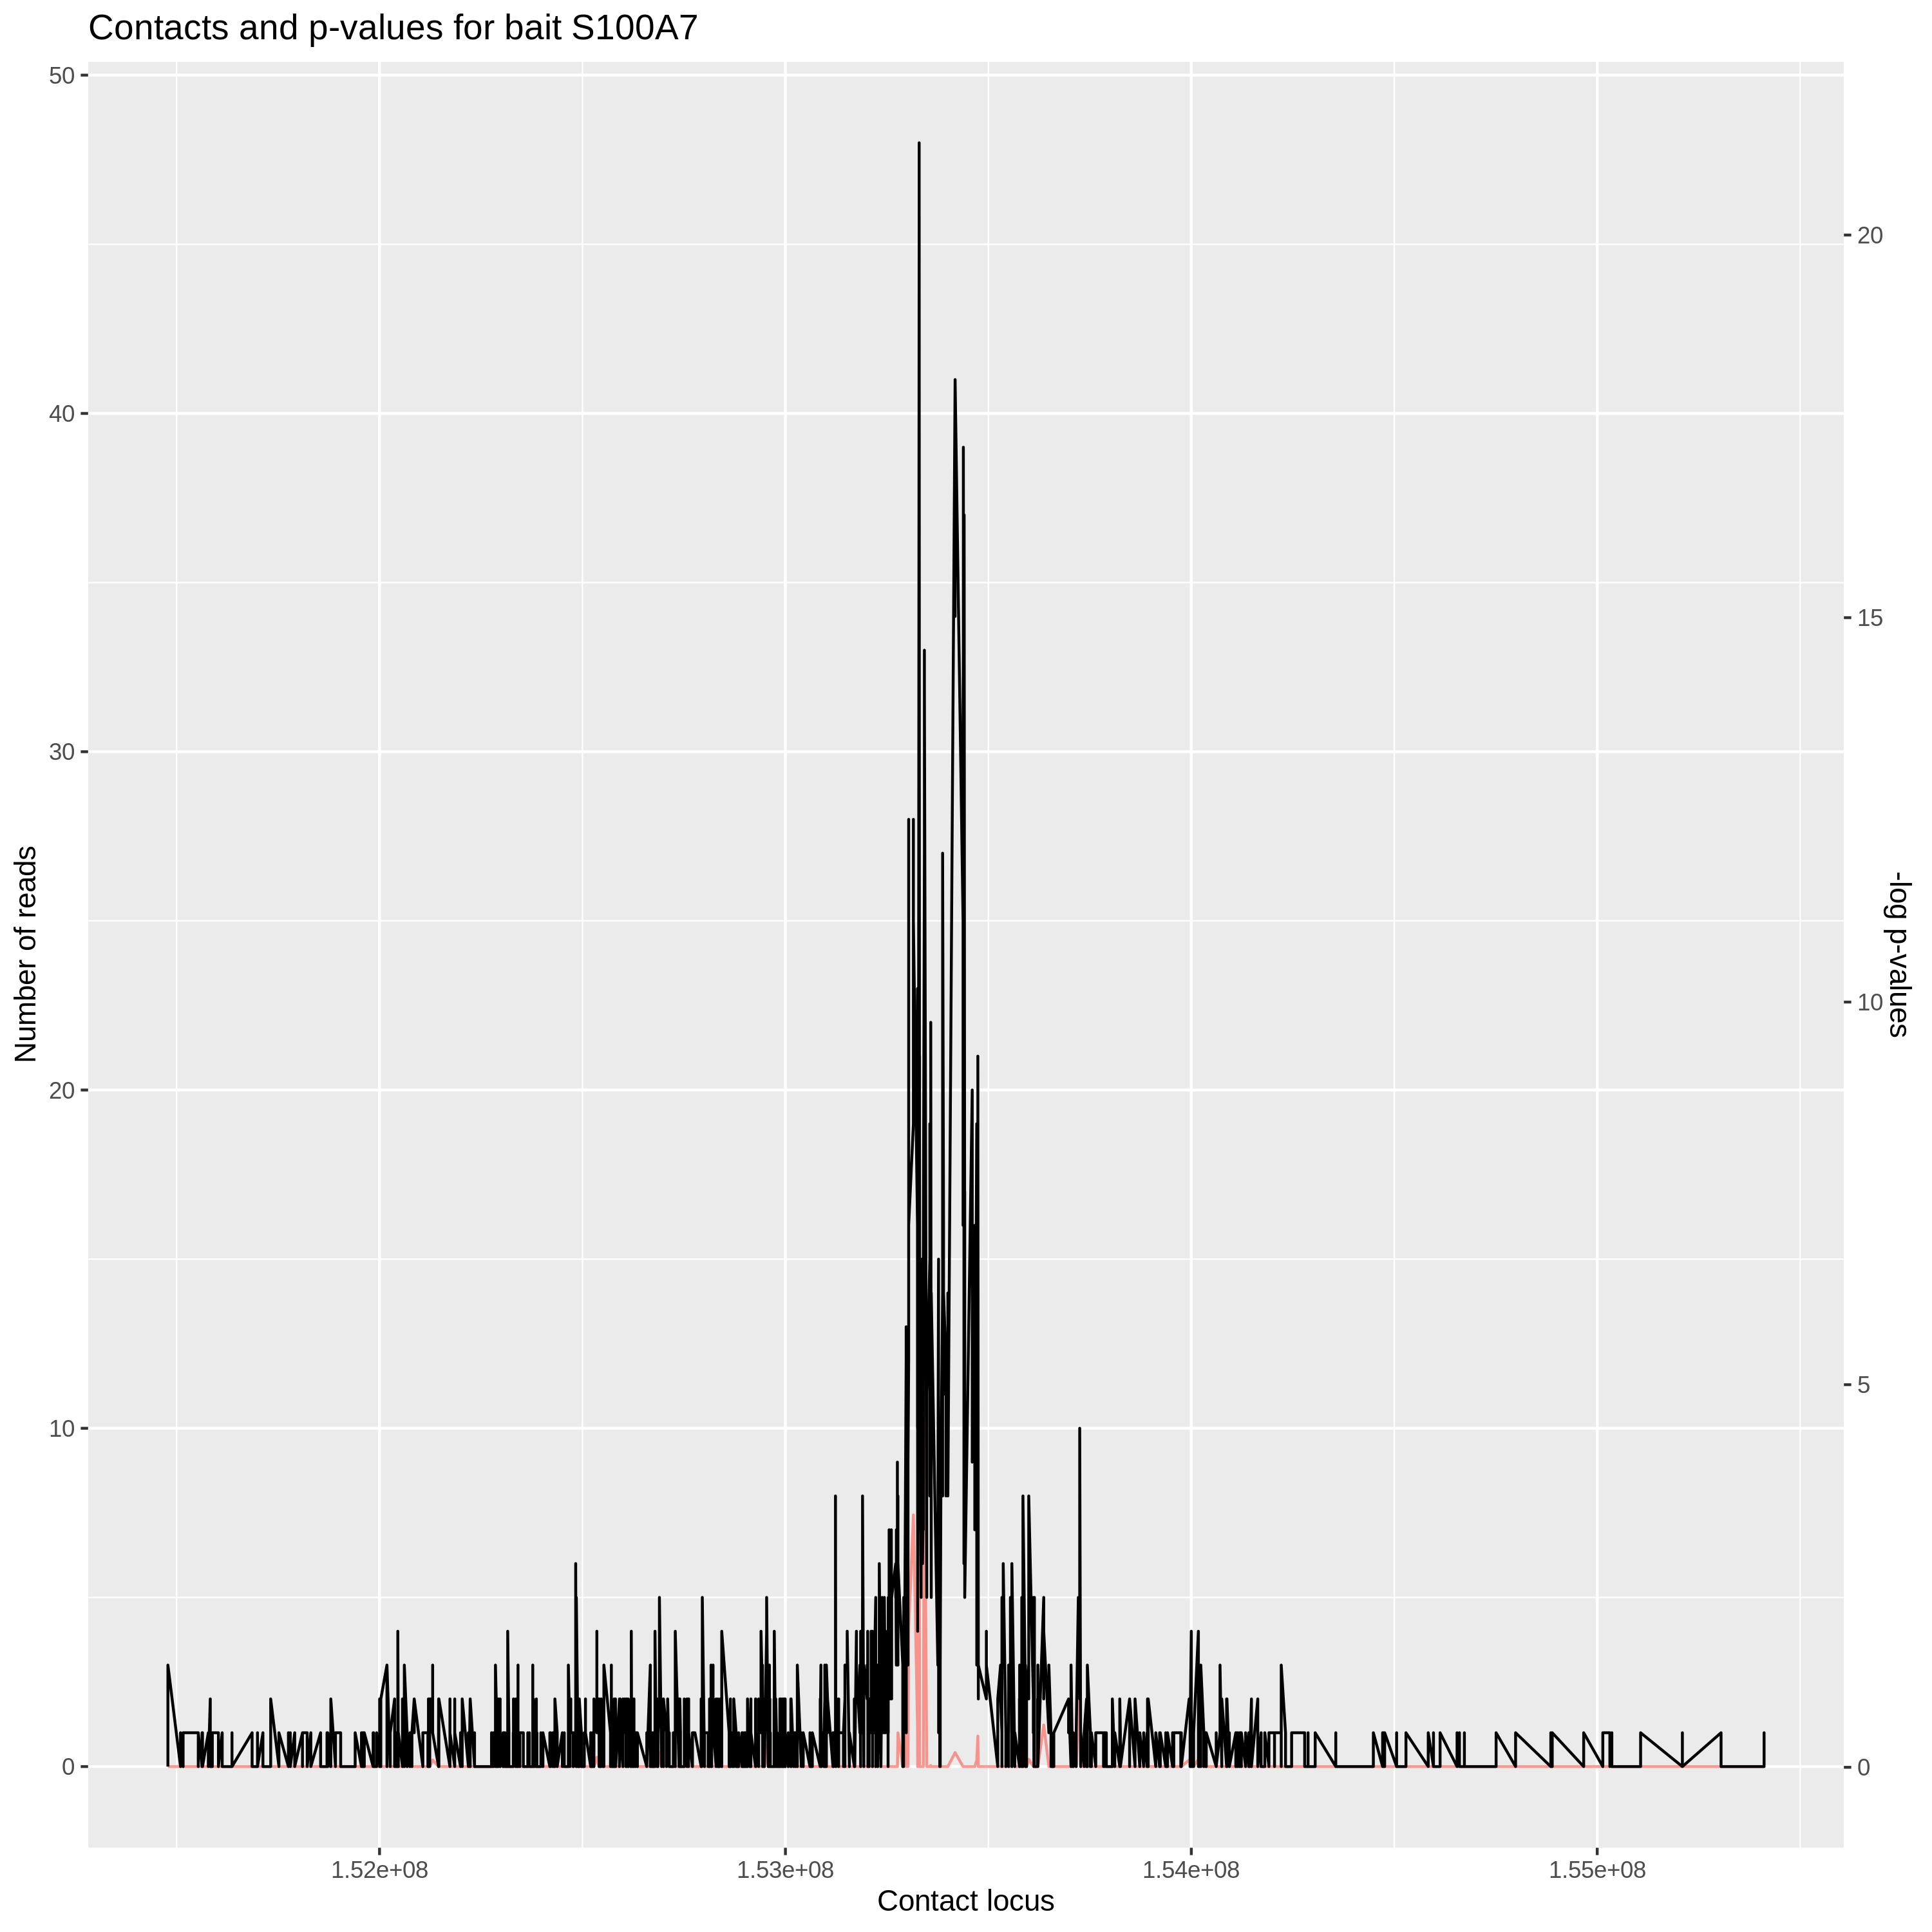 Contacts and p-values for bait S100A7
50
40
30
20
10
0
Number of reads
20
15
10
5
0
-log p-values
1.52e+08
1.53e+08
1.54e+08
1.55e+08
Contact locus